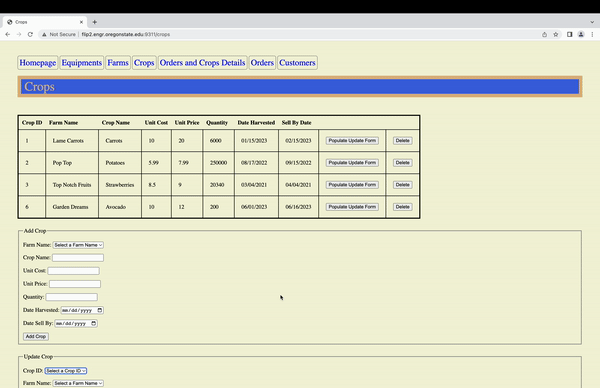 Crops
Not Secure | flip2.engr.oregonstate.edu:9311/crops
Homepage Equipments Farms Crops Orders and Crops Details Orders Customers
Crops
Crop ID Farm Name Crop Name Unit Cost Unit Price Quantity Date Harvested Sell By Date
1 Lame Carrots Carrots 10 20 6000 01/15/2023 02/15/2023 Populate Update Form Delete
2 Pop Top Potatoes 5.99 7.99 250000 08/17/2022 09/15/2022 Populate Update Form Delete
3 Top Notch Fruits Strawberries 8.5 9 20340 03/04/2021 04/04/2021 Populate Update Form Delete
6 Garden Dreams Avocado 10 12 200 06/01/2023 06/16/2023 Populate Update Form Delete
Add Crop
Farm Name: Select a Farm Name
Crop Name:
Unit Cost:
Unit Price:
Quantity:
Date Harvested: mm/dd/yyyy
Date Sell By: mm/dd/yyyy
Add Crop
Update Crop
Crop ID: Select a Crop ID
Farm Name: Select a Farm Name